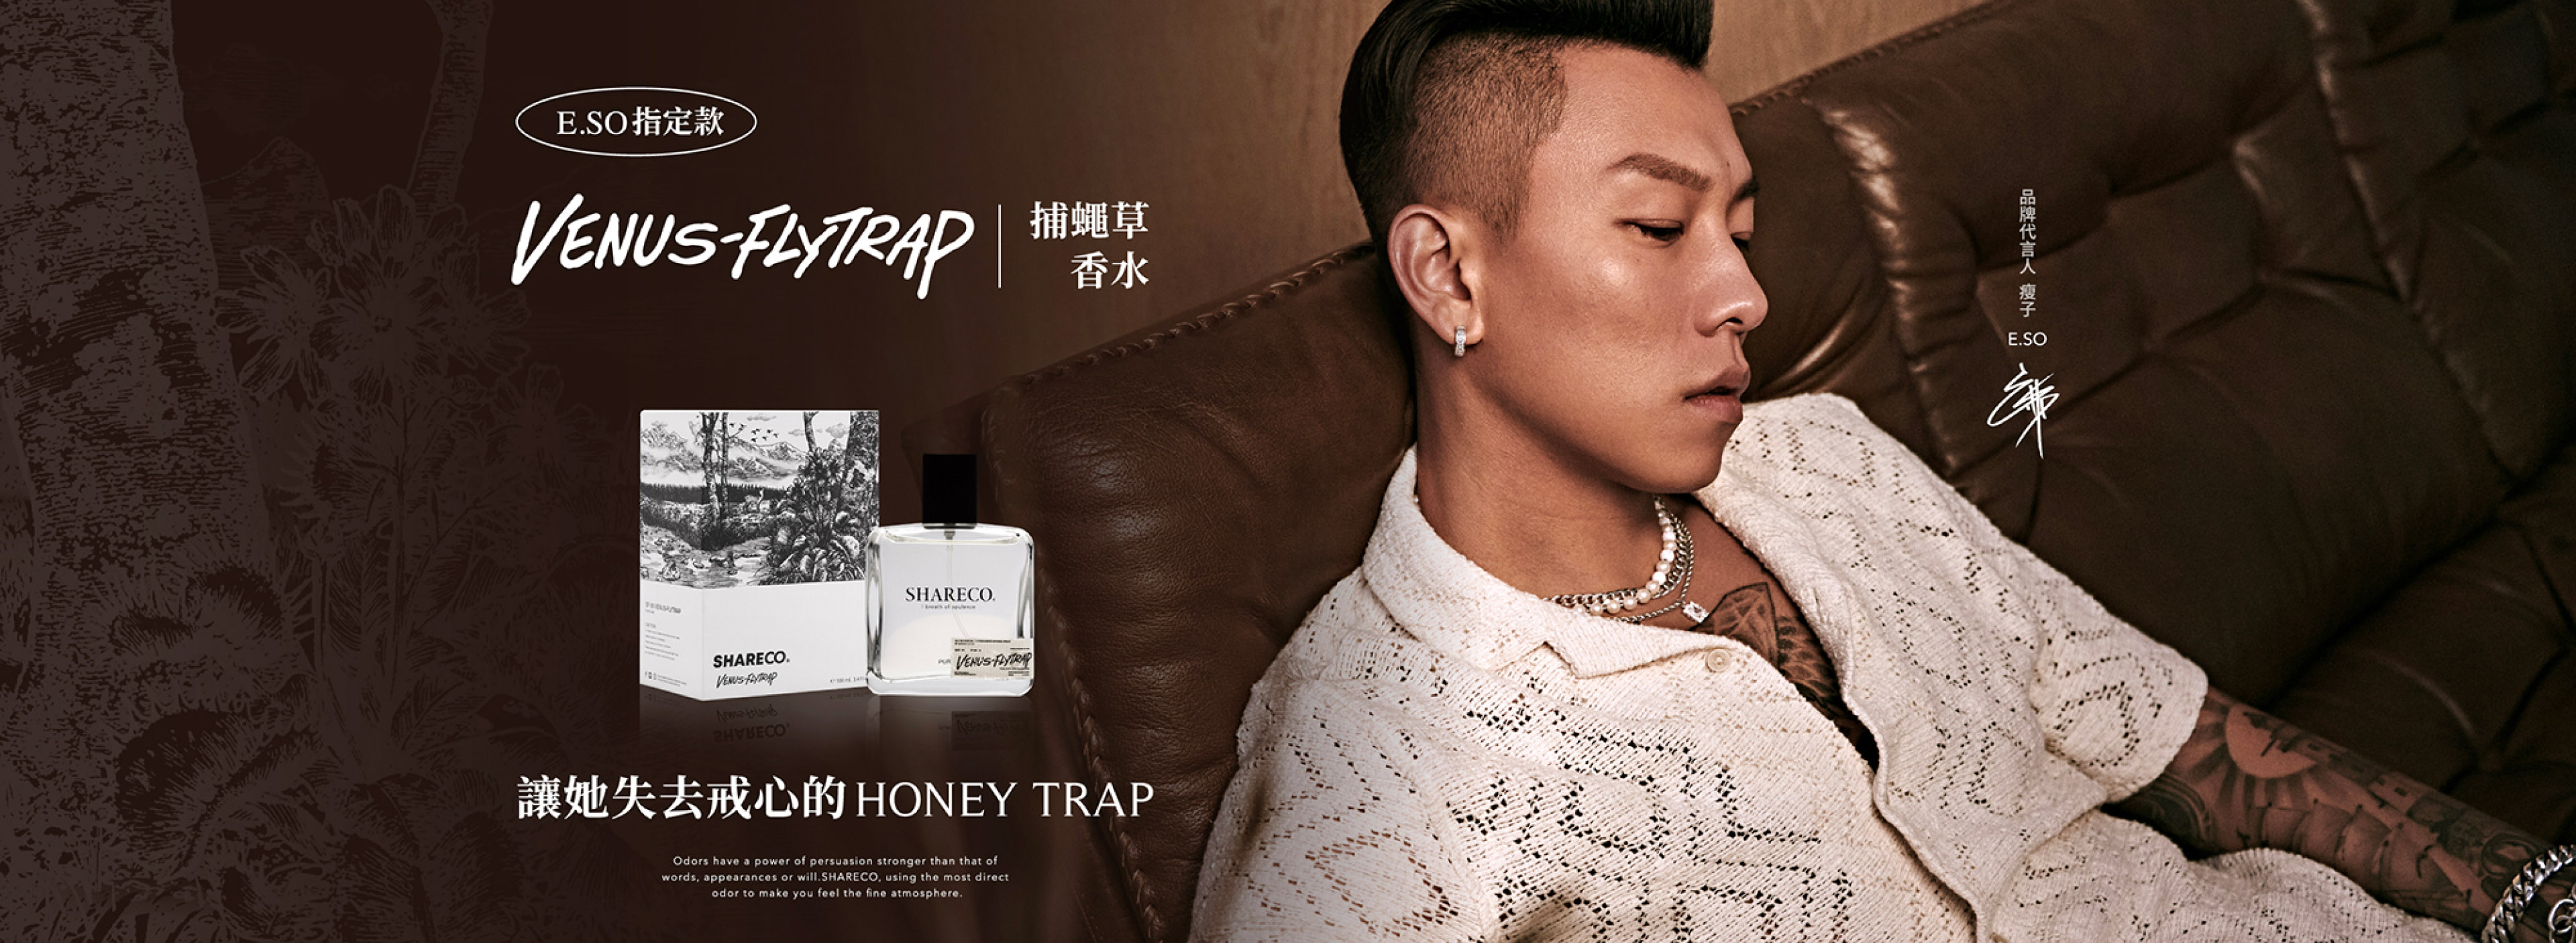 E.SO指定款
VENUS-FLYTRAP
捕蠅草
香水
SHARECO.
VENUS-FLYTRAP
SHARECO.
VENUS-FLYTRAP
讓她失去戒心的HONEY TRAP
Odors have a power of persuasion stronger than that of
words, appearances or will.SHARECO, using the most direct
odor to make you feel the fine atmosphere.
品牌代言人 瘦子
E.SO